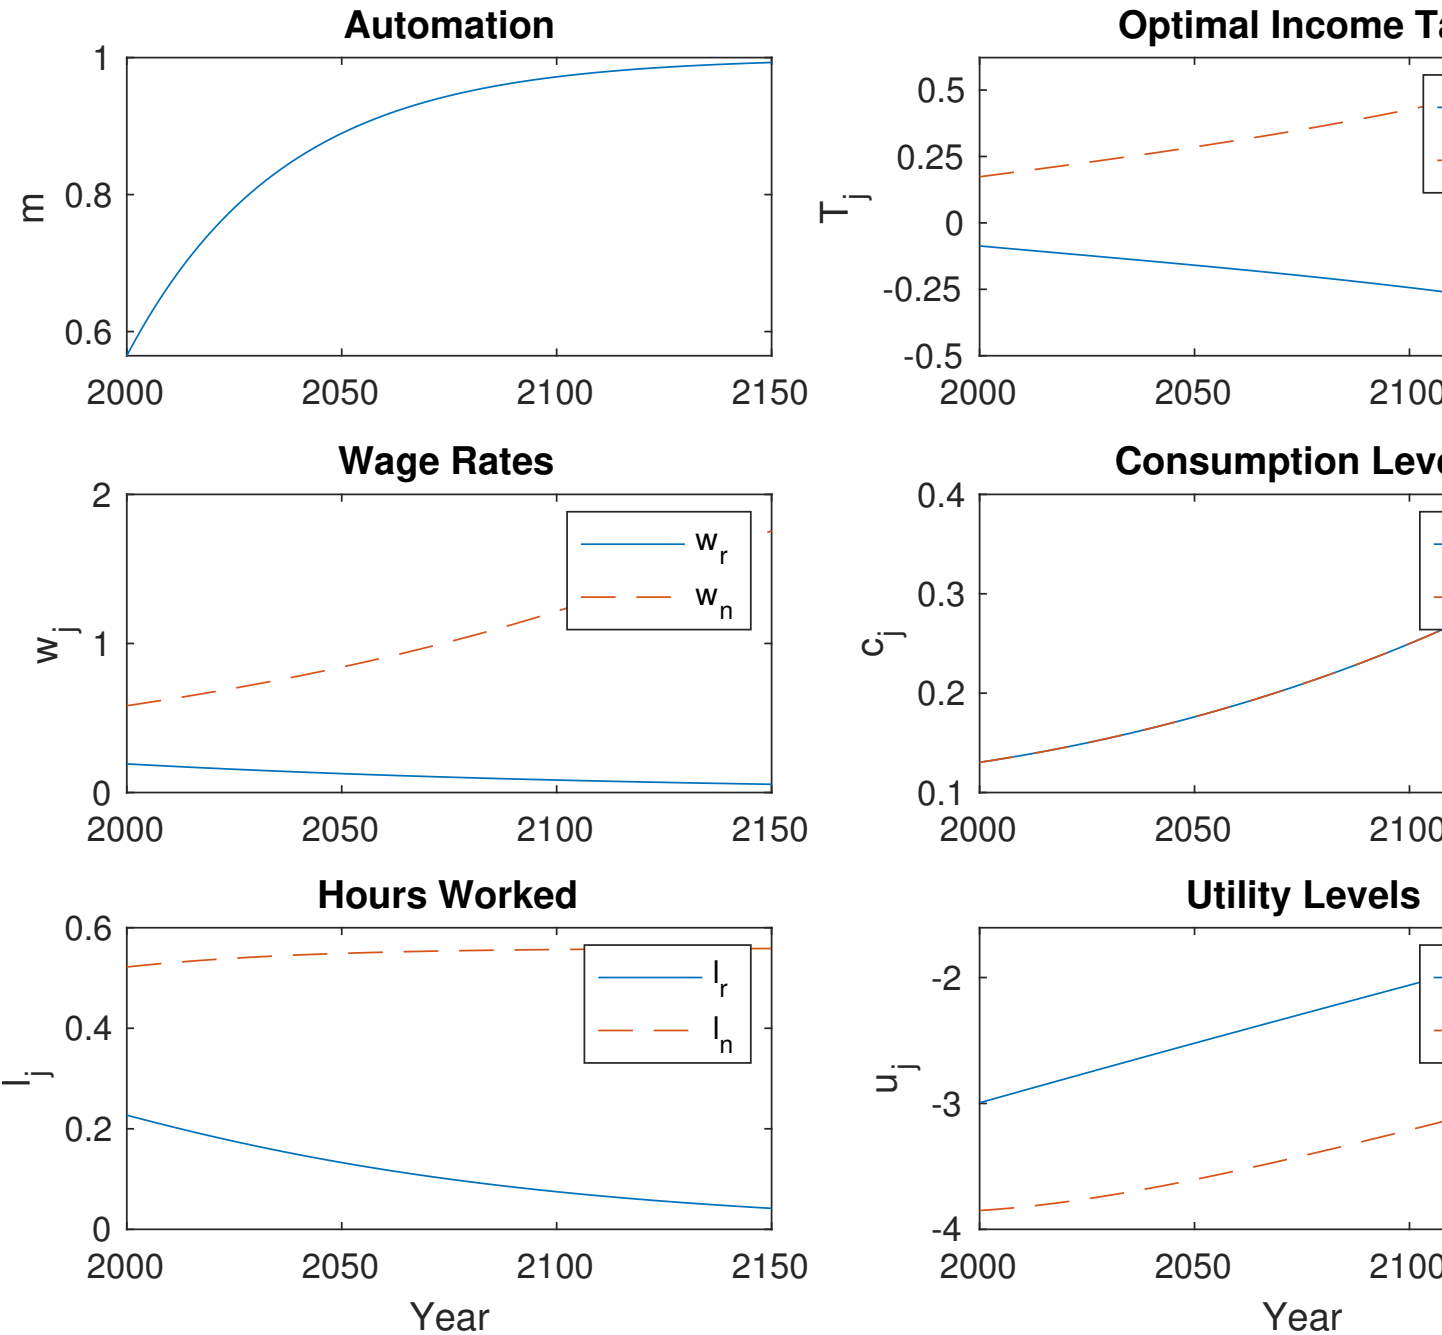 Automation
1
0.8
0.6
m
2000 2050 2100 2150
Optimal Income Ta
0.5
0.25
0
-0.25
-0.5
T_j
2000 2050 2100
Wage Rates
2
1
0
w_j
w_r
w_n
2000 2050 2100 2150
Consumption Leve
0.4
0.3
0.2
0.1
c_j
2000 2050 2100
Hours Worked
0.6
0.4
0.2
0
l_j
l_r
l_n
2000 2050 2100 2150
Year
Utility Levels
-2
-3
-4
u_j
2000 2050 2100
Year